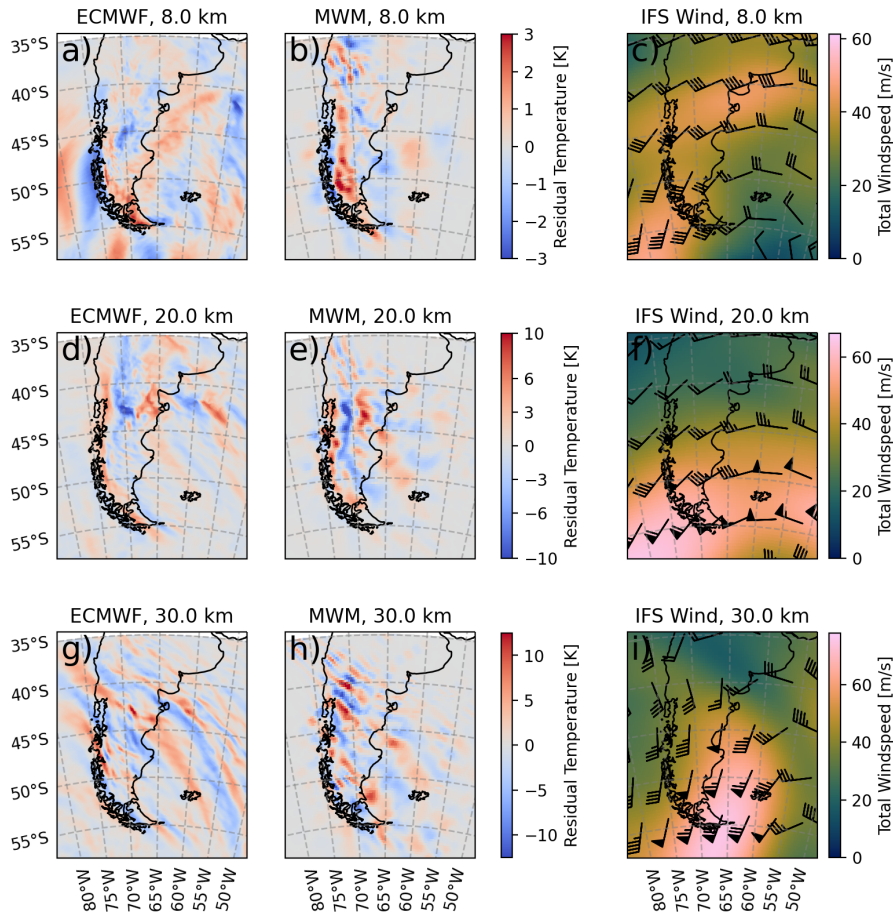 ECMWF, 8.0 km
MWM, 8.0 km
IFS Wind, 8.0 km
a)
b)
c)
35°S
40°S
45°S
50°S
55°S
3
2
1
0
−1
−2
−3
Residual Temperature [K]
60
40
20
0
Total Windspeed [m/s]
ECMWF, 20.0 km
MWM, 20.0 km
IFS Wind, 20.0 km
d)
e)
f)
35°S
40°S
45°S
50°S
55°S
10
6
3
0
−3
−6
−10
Residual Temperature [K]
60
40
20
0
Total Windspeed [m/s]
ECMWF, 30.0 km
MWM, 30.0 km
IFS Wind, 30.0 km
g)
h)
i)
35°S
40°S
45°S
50°S
55°S
10
5
0
−5
−10
Residual Temperature [K]
60
40
20
0
Total Windspeed [m/s]
80°W
75°W
70°W
65°W
60°W
55°W
50°W
80°W
75°W
70°W
65°W
60°W
55°W
50°W
80°W
75°W
70°W
65°W
60°W
55°W
50°W